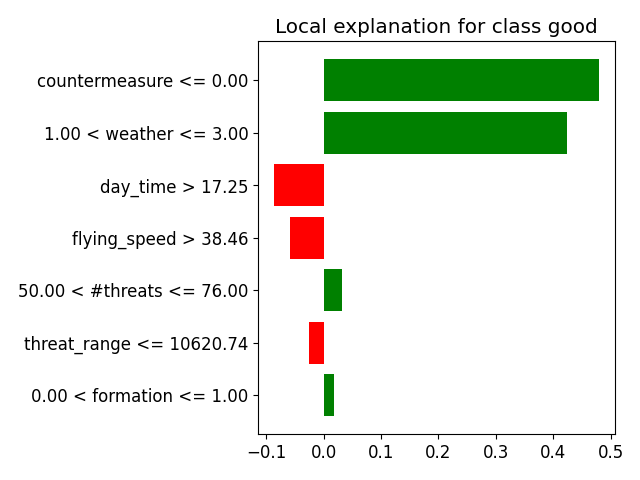 Local explanation for class good
countermeasure <= 0.00
1.00 < weather <= 3.00
day_time > 17.25
flying_speed > 38.46
50.00 < #threats <= 76.00
threat_range <= 10620.74
0.00 < formation <= 1.00
−0.1 0.0 0.1 0.2 0.3 0.4 0.5